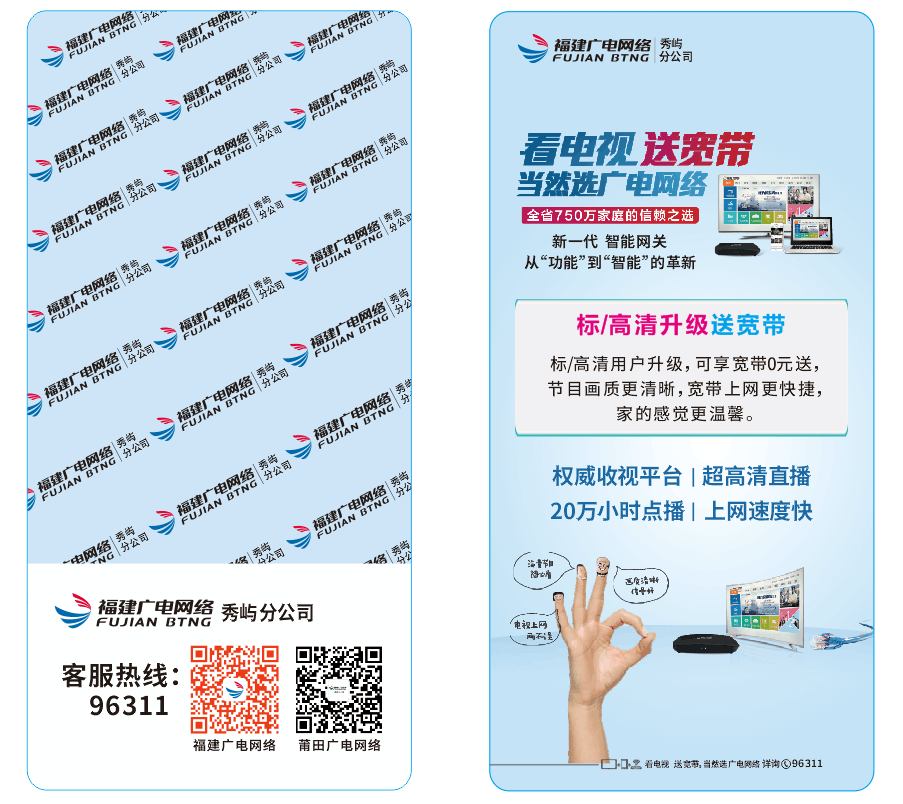 福建广电网络 秀屿分公司
FUJIAN BTNG
福建广电网络 秀屿分公司
FUJIAN BTNG
客服热线：
96311
福建广电网络
莆田广电网络
福建广电网络 秀屿
FUJIAN BTNG 分公司
看电视 送宽带
当然选广电网络
全省750万家庭的信赖之选
新一代 智能网关
从“功能”到“智能”的革新
标/高清升级送宽带
标/高清用户升级，可享宽带0元送，
节目画质更清晰，宽带上网更快捷，
家的感觉更温馨。
权威收视平台|超高清直播
20万小时点播|上网速度快
海量节目
随心看
画质清晰
电视上网
两不误
看电视 送宽带，当然选广电网络 详询96311